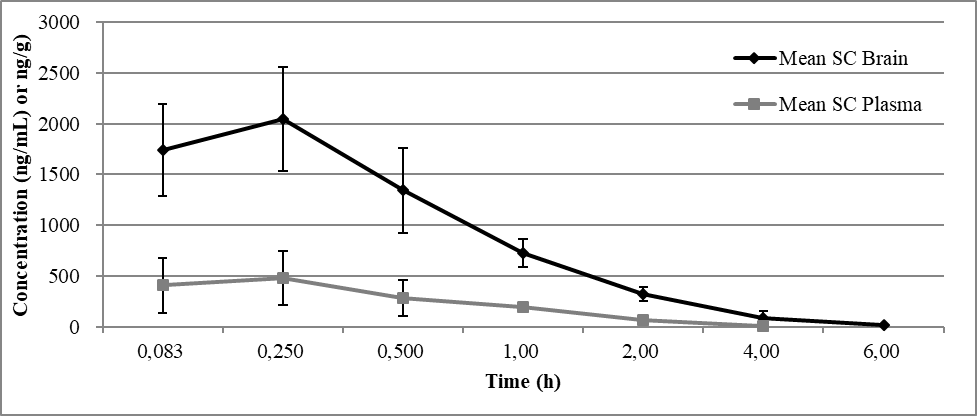 3000
2500
2000
1500
1000
500
0
Concentration (ng/mL) or ng/g)
Mean SC Brain
Mean SC Plasma
0,083 0,250 0,500 1,00 2,00 4,00 6,00
Time (h)